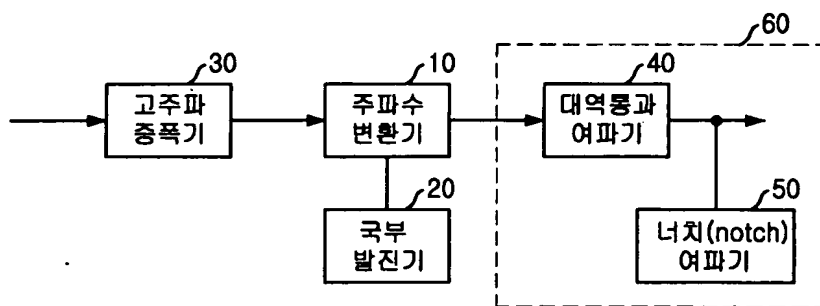 60
30
10
40
고주파
증폭기
주파수
변환기
대역통과
여파기
20
50
국부
발진기
너치(notch)
여파기